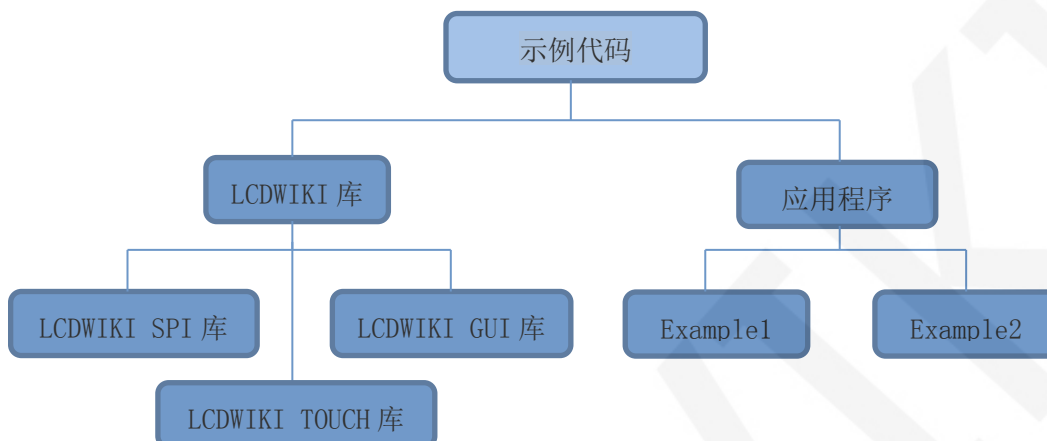 示例代码
LCDWIKI 库
应用程序
LCDWIKI SPI 库
LCDWIKI GUI 库
Example1
Example2
LCDWIKI TOUCH 库